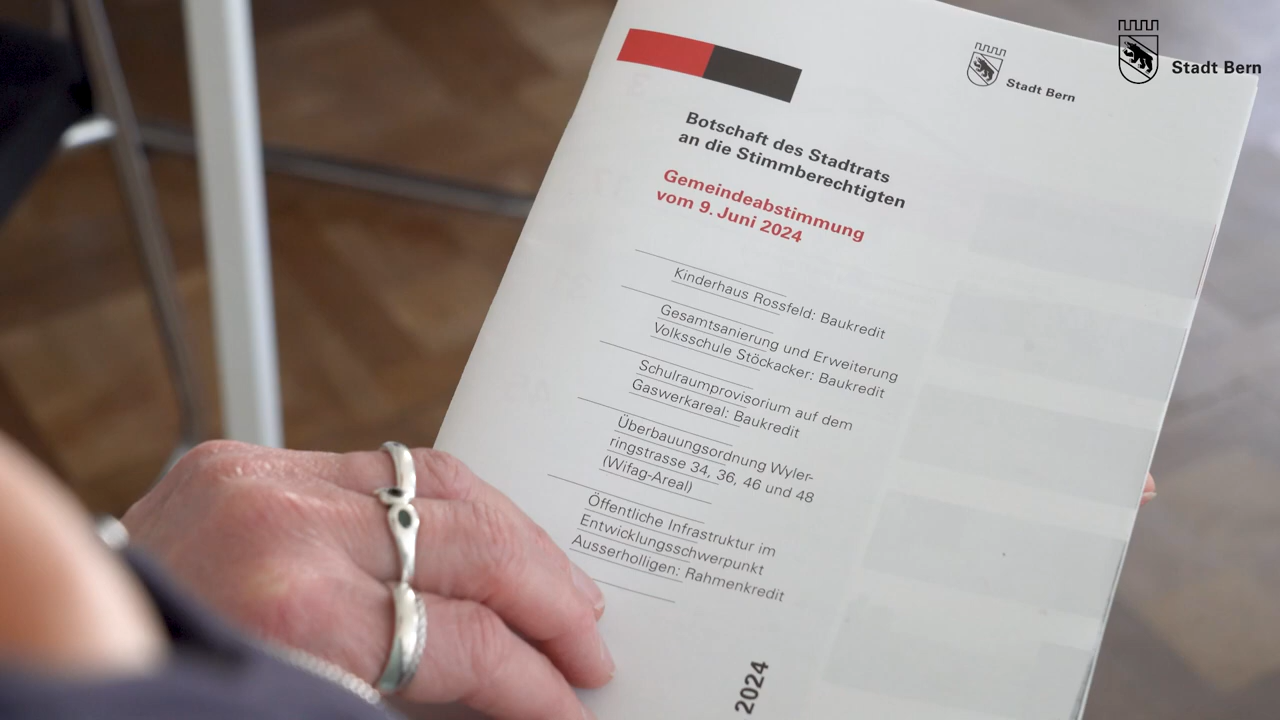 Stadt Bern
Stadt Bern
Botschaft des Stadtrats
an die Stimmberechtigten
Gemeindeabstimmung
vom 9. Juni 2024
Kinderhaus Rossfeld: Baukredit
Gesamtsanierung und Erweiterung
Volksschule Stöckacker: Baukredit
Schulraumprovisorium auf dem
Gaswerkareal: Baukredit
Überbauungsordnung Wyler-
ringstrasse 34, 36, 46 und 48
(Wifag-Areal)
Öffentliche Infrastruktur im
Entwicklungsschwerpunkt
Ausserholligen: Rahmenkredit
2024